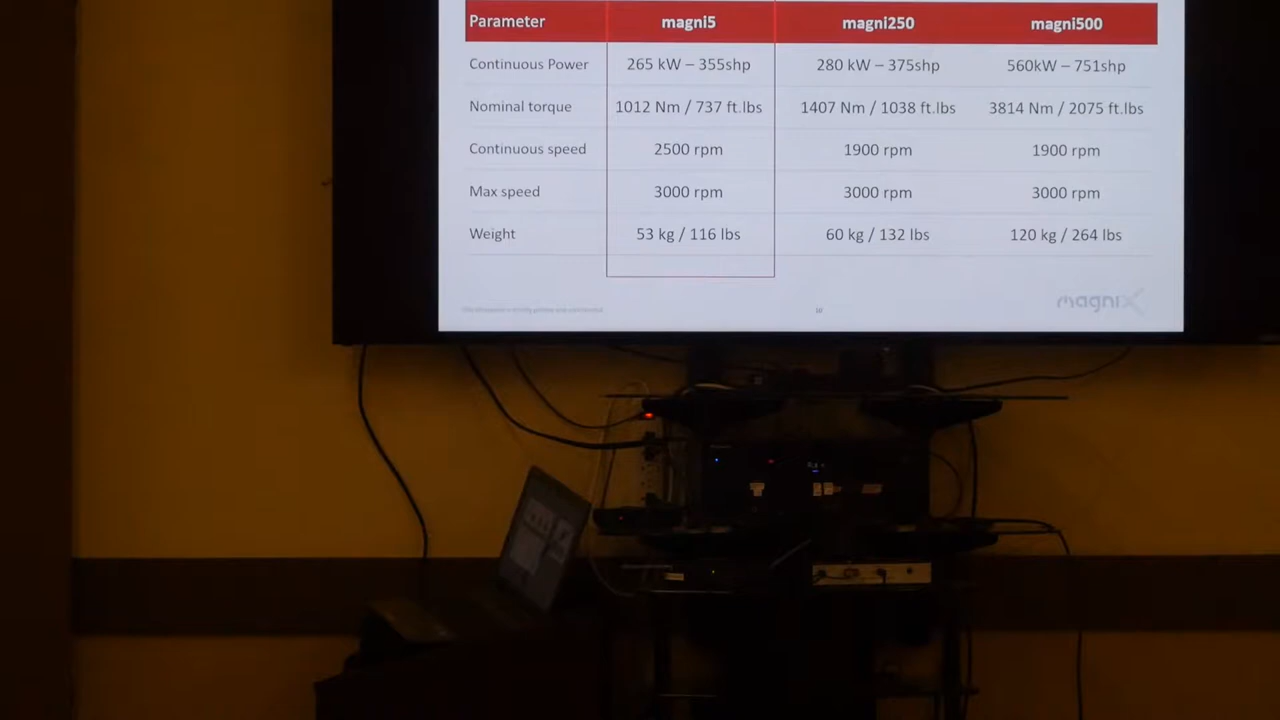 Parameter magni5 magni250 magni500
Continuous Power 265 kW – 355shp 280 kW – 375shp 560kW – 751shp
Nominal torque 1012 Nm / 737 ft.lbs 1407 Nm / 1038 ft.lbs 3814 Nm / 2075 ft.lbs
Continuous speed 2500 rpm 1900 rpm 1900 rpm
Max speed 3000 rpm 3000 rpm 3000 rpm
Weight 53 kg / 116 lbs 60 kg / 132 lbs 120 kg / 264 lbs
magniX
10